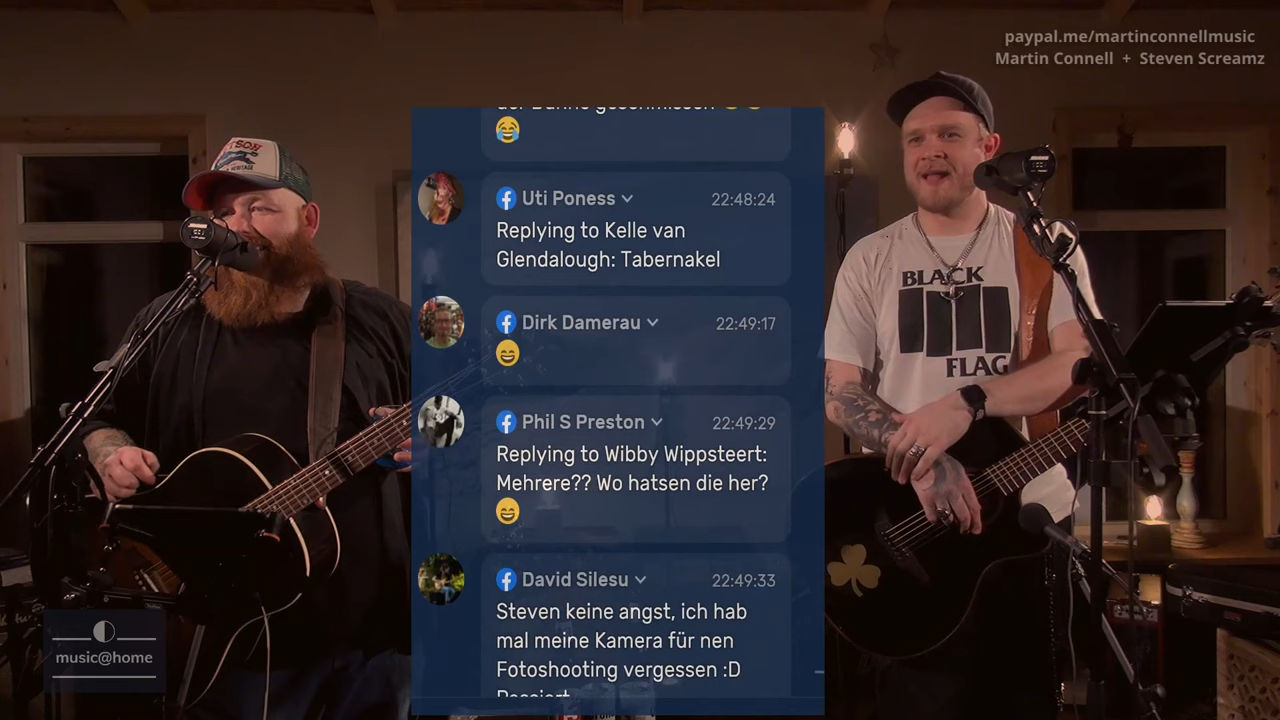 paypal.me/martinconnellmusic
Martin Connell + Steven Screamz
Uti Poness 22:48:24
Replying to Kelle van
Glendalough: Tabernakel
Dirk Damerau 22:49:17
😄
Phil S Preston 22:49:29
Replying to Wibby Wippsteert:
Mehrere?? Wo hatsen die her?
😄
David Silesu 22:49:33
Steven keine angst, ich hab
mal meine Kamera für nen
Fotoshooting vergessen :D
BLACK
FLAG
music@home